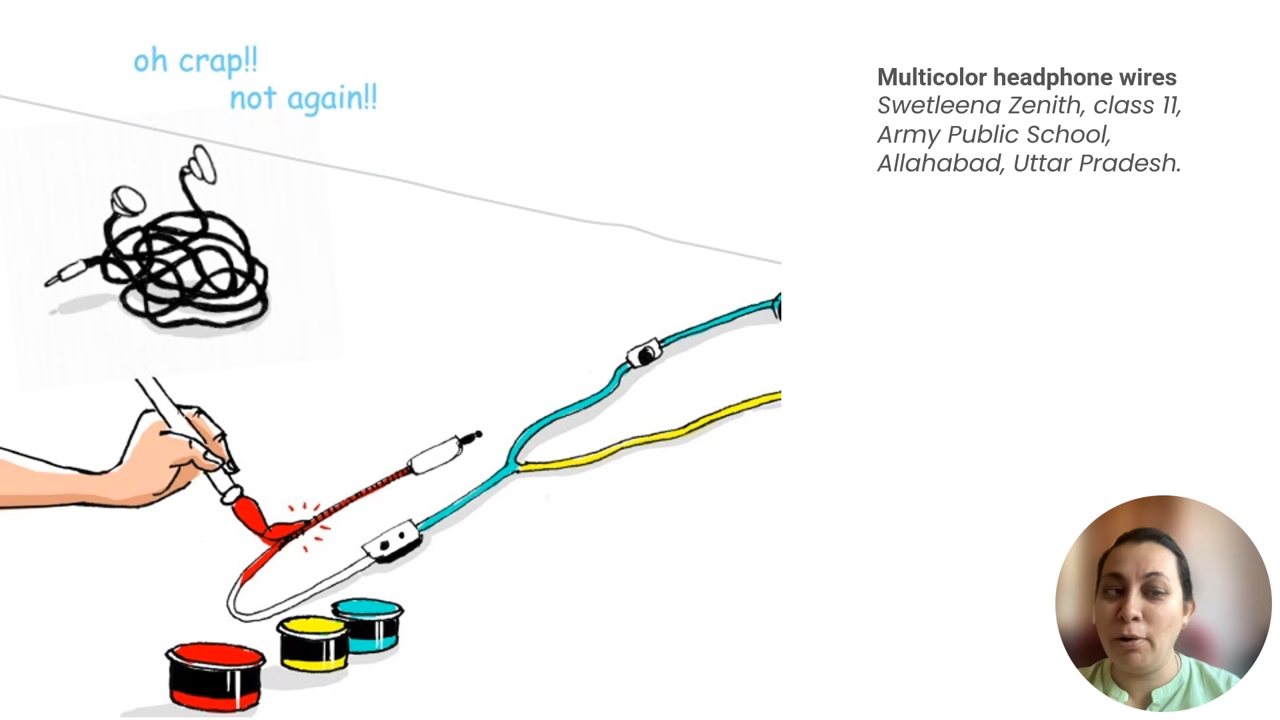 oh crap!!
not again!!
Multicolor headphone wires
Swetleena Zenith, class 11,
Army Public School,
Allahabad, Uttar Pradesh.